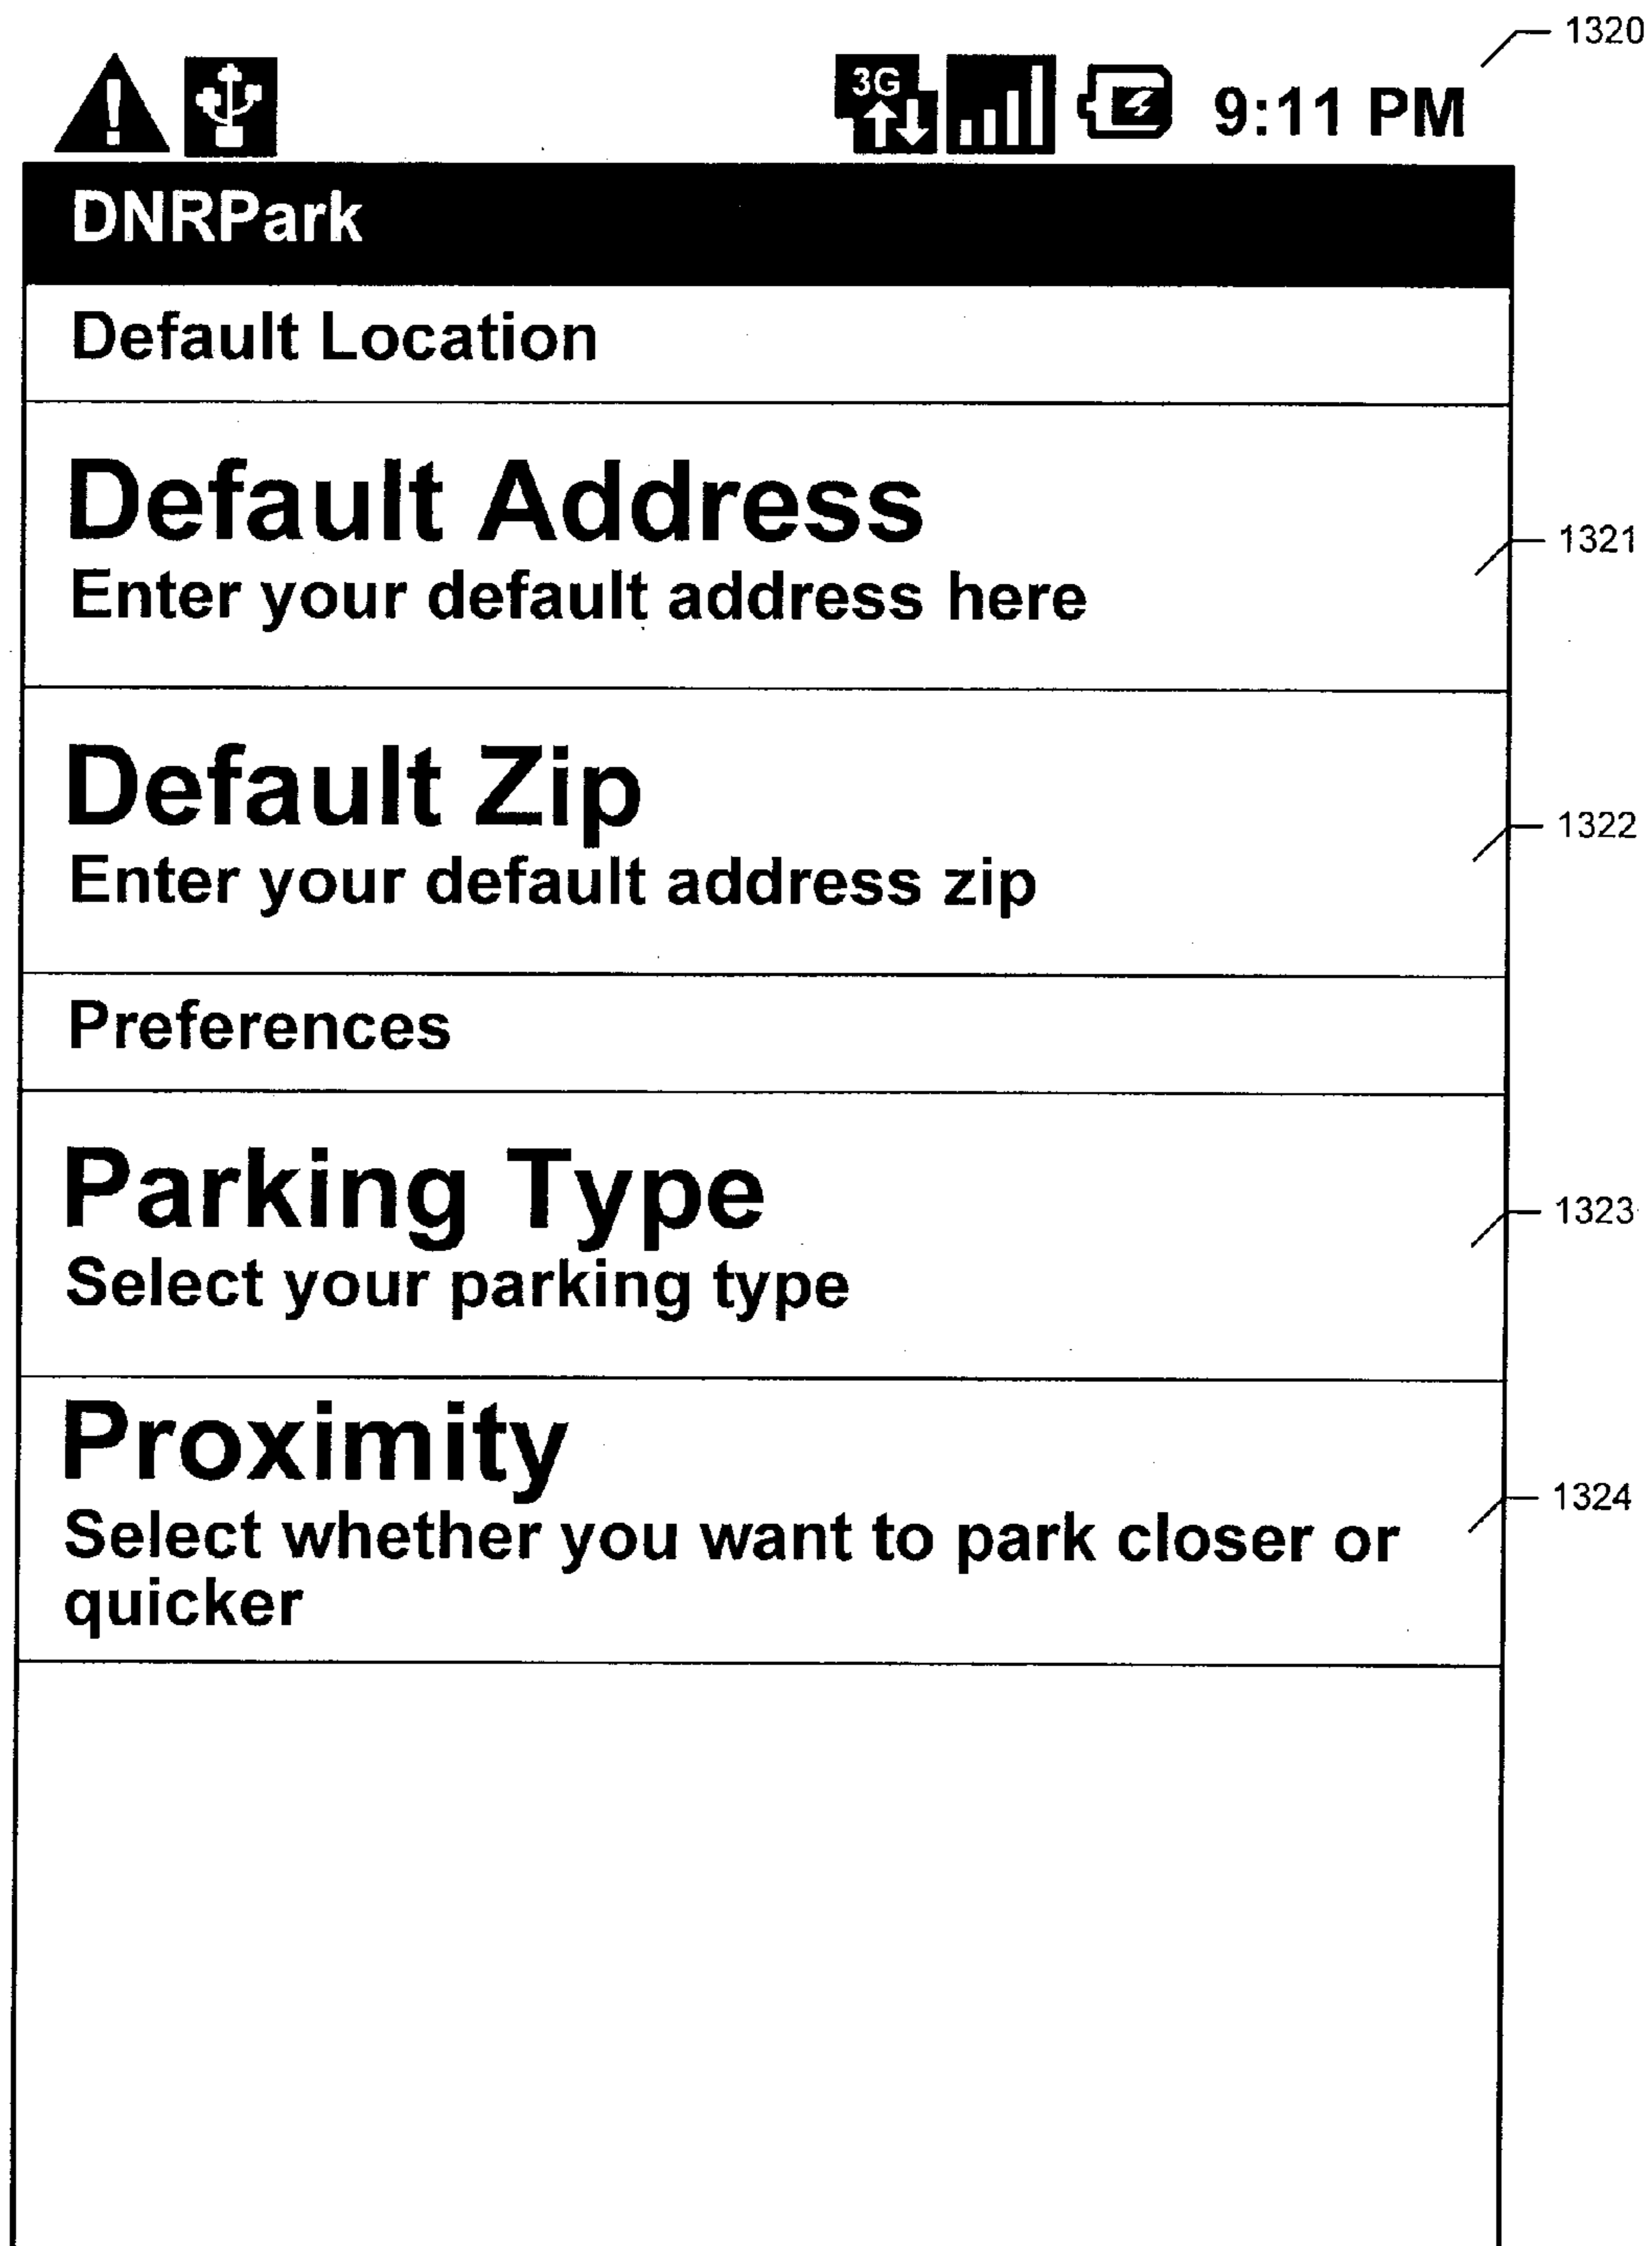 1320
3G
9:11 PM
DNRPark
Default Location
Default Address
Enter your default address here
1321
Default Zip
Enter your default address zip
1322
Preferences
Parking Type
Select your parking type
1323
Proximity
Select whether you want to park closer or
quicker
1324